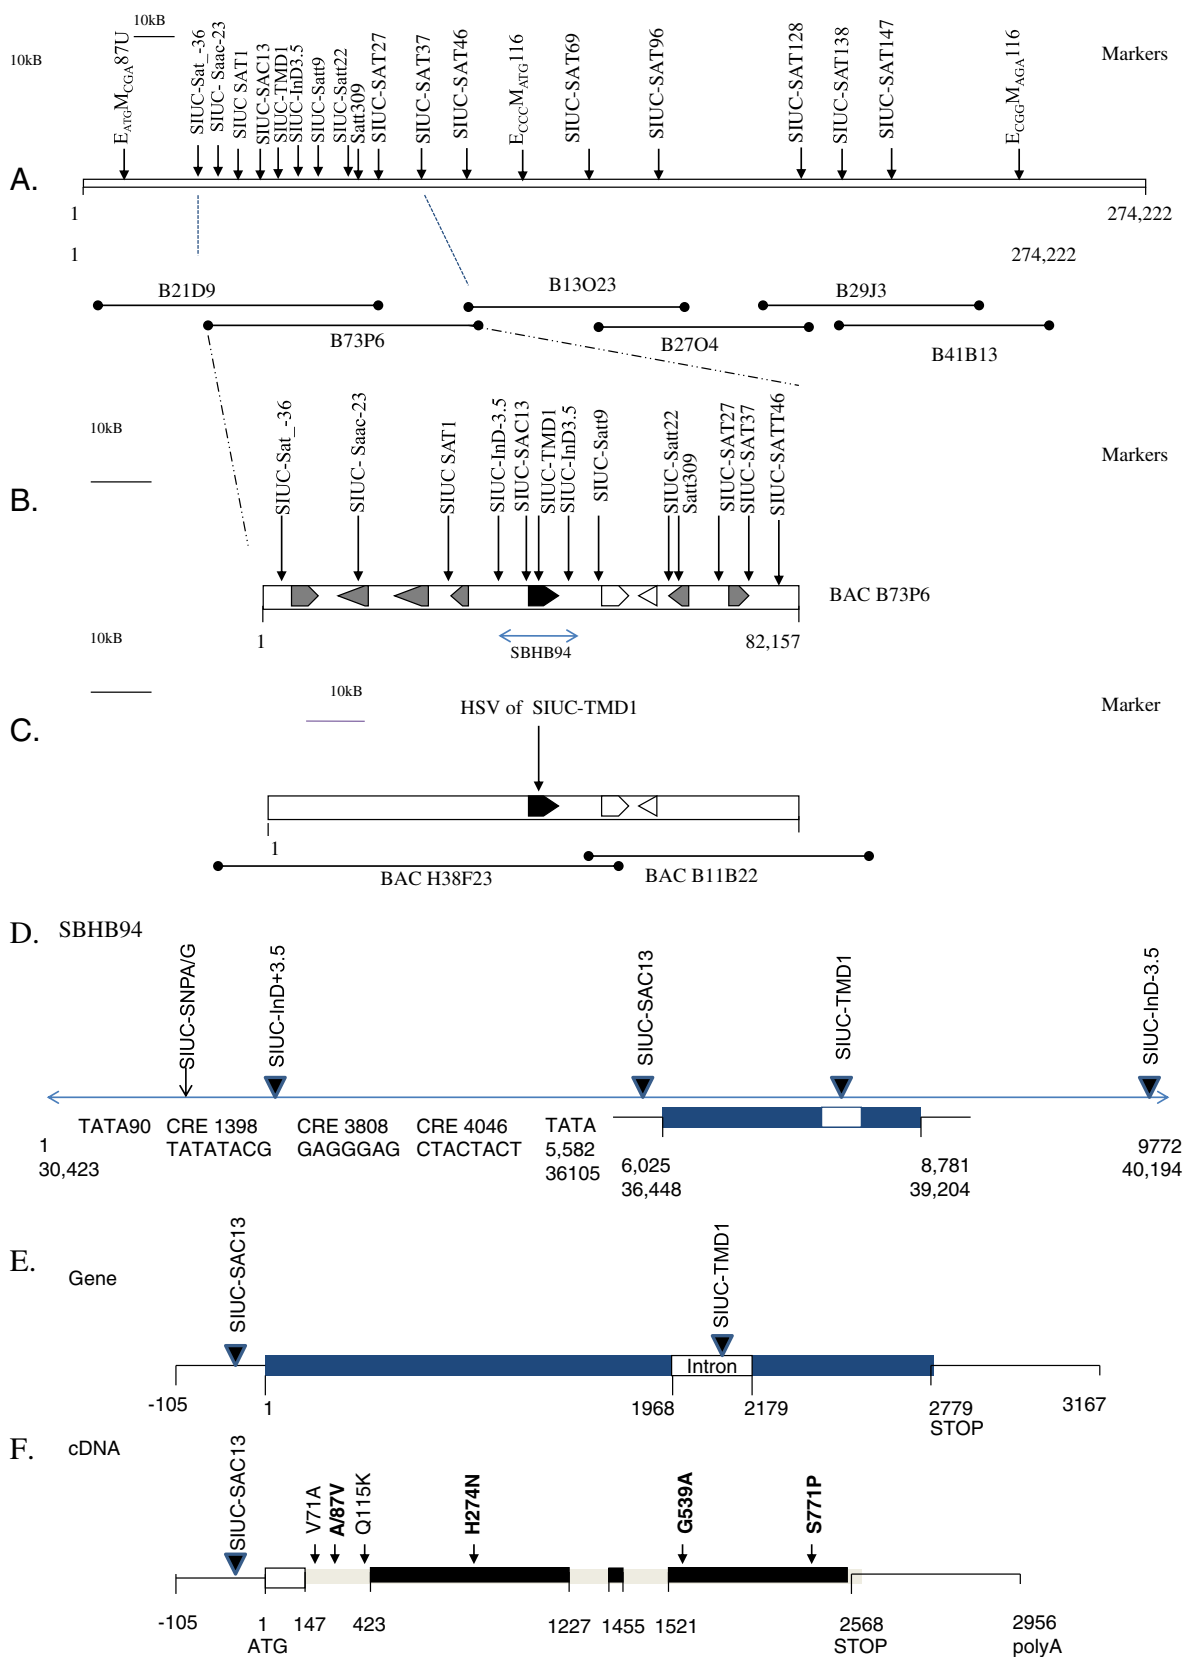 10kB
10kB
E_ATG M_CGA 87U
SIUC-Sat_-36
SIUC- Saac-23
SIUC SAT1
SIUC-SAC13
SIUC-TMD1
SIUC-InD3.5
SIUC-Satt9
SIUC-Satt22
Satt309
SIUC-SAT27
SIUC-SAT37
SIUC-SAT46
E_CCC M_ATG 116
SIUC-SAT69
SIUC-SAT96
SIUC-SAT128
SIUC-SAT138
SIUC-SAT147
E_CGG M_AGA 116
Markers
A.
1
274,222
1
274,222
B21D9
B13O23
B29J3
B73P6
B27O4
B41B13
10kB
SIUC-Sat_-36
SIUC- Saac-23
SIUC SAT1
SIUC-InD-3.5
SIUC-SAC13
SIUC-TMD1
SIUC-InD3.5
SIUC-Satt9
SIUC-Satt22
Satt309
SIUC-SAT27
SIUC-SAT37
SIUC-SATT46
Markers
B.
BAC B73P6
1
82,157
SBHB94
10kB
10kB
HSV of SIUC-TMD1
Marker
C.
1
BAC H38F23
BAC B11B22
D. SBHB94
SIUC-SNPA/G
SIUC-InD+3.5
SIUC-SAC13
SIUC-TMD1
SIUC-InD-3.5
TATA90
CRE 1398
TATATACG
CRE 3808
GAGGGAG
CRE 4046
CTACTACT
TATA
5,582
36105
1
30,423
6,025
36,448
8,781
39,204
9772
40,194
E.
Gene
SIUC-SAC13
SIUC-TMD1
Intron
-105
1
1968
2179
2779
STOP
3167
F.
cDNA
SIUC-SAC13
V71A
A/87V
Q115K
H274N
G539A
S771P
-105
1
ATG
147
423
1227
1455
1521
2568
STOP
2956
polyA